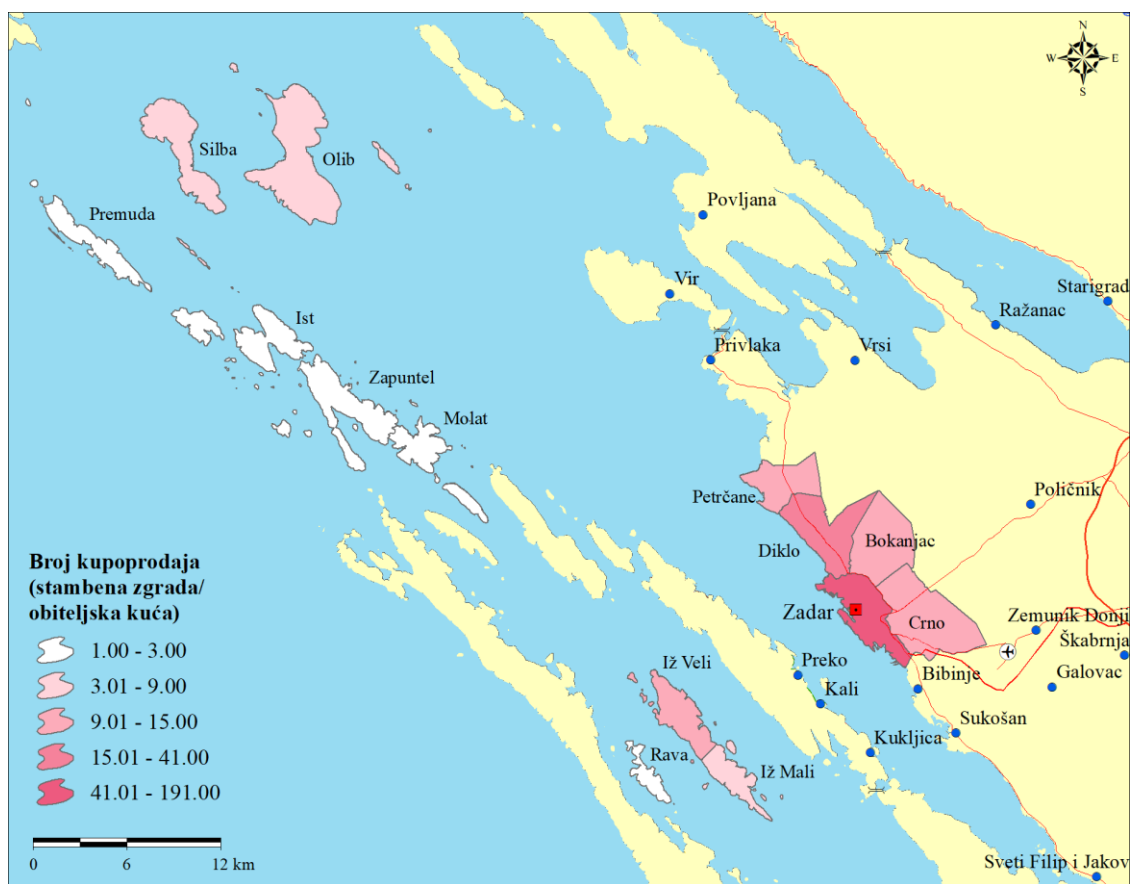 N
W
E
S
Silba
Olib
Premuda
Povljana
Vir
Starigrad
Ražanac
Ist
Privlaka
Vrsi
Zapuntel
Molat
Petrčane
Poličnik
Bokanjac
Diklo
Zadar
Crno
Zemunik Donji
Škabrnja
Iž Veli
Preko
Bibinje
Galovac
Kali
Sukošan
Rava
Iž Mali
Kukljica
Sveti Filip i Jakov
Broj kupoprodaja
(stambena zgrada/
obiteljska kuća)
1.00 - 3.00
3.01 - 9.00
9.01 - 15.00
15.01 - 41.00
41.01 - 191.00
0 6 12 km